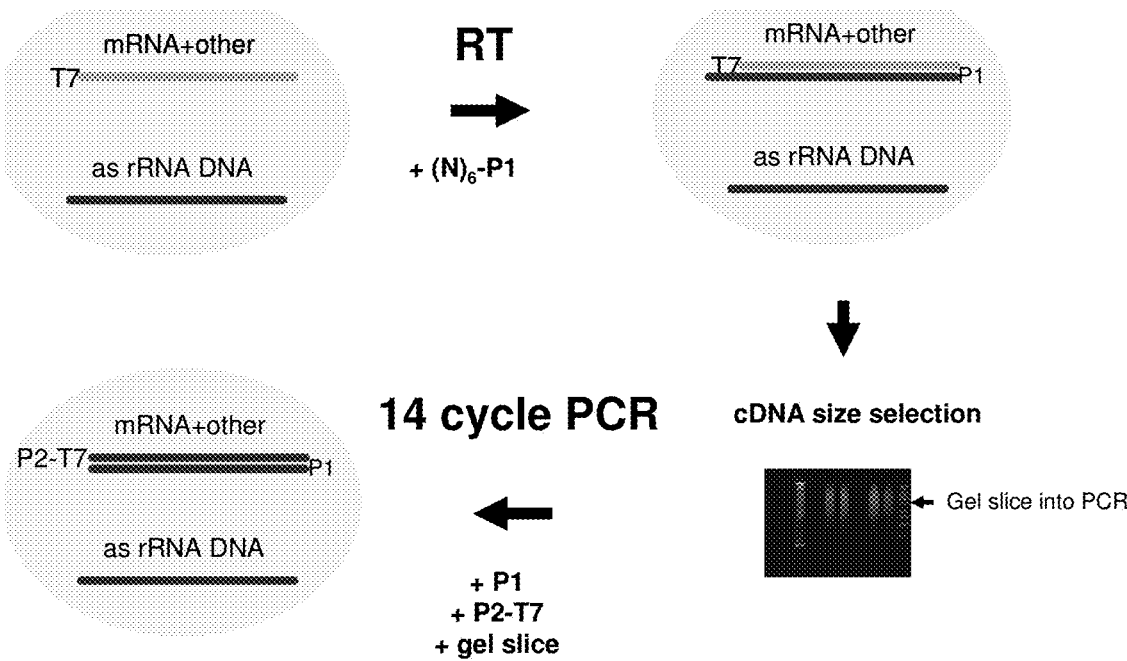 mRNA+other
T7
as rRNA DNA
RT
+ (N)₆-P1
mRNA+other
T7
P1
as rRNA DNA
cDNA size selection
Gel slice into PCR
14 cycle PCR
+ P1
+ P2-T7
+ gel slice
mRNA+other
P2-T7
P1
as rRNA DNA